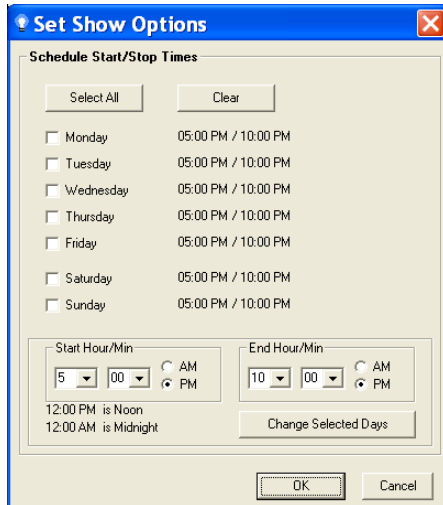 Set Show Options
Schedule Start/Stop Times
Select All Clear
Monday 05:00 PM / 10:00 PM
Tuesday 05:00 PM / 10:00 PM
Wednesday 05:00 PM / 10:00 PM
Thursday 05:00 PM / 10:00 PM
Friday 05:00 PM / 10:00 PM
Saturday 05:00 PM / 10:00 PM
Sunday 05:00 PM / 10:00 PM
Start Hour/Min End Hour/Min
AM AM
5 00 PM 10 00 PM
12:00 PM is Noon
12:00 AM is Midnight
Change Selected Days
OK Cancel